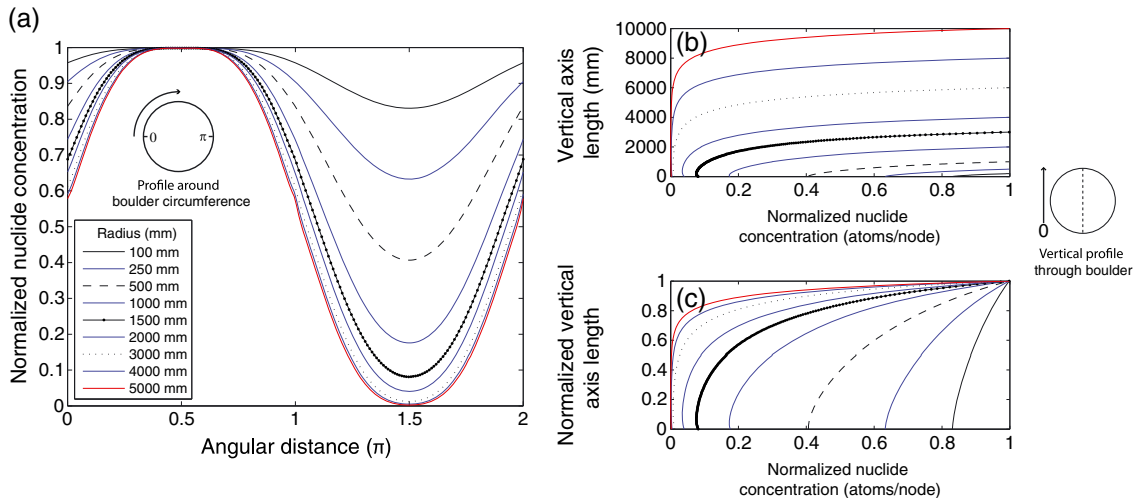 (a)
Normalized nuclide concentration
1
0.9
0.8
0.7
0.6
0.5
0.4
0.3
0.2
0.1
0
0 π
Profile around
boulder circumference
Radius (mm)
100 mm
250 mm
500 mm
1000 mm
1500 mm
2000 mm
3000 mm
4000 mm
5000 mm
0 0.5 1 1.5 2
Angular distance (π)
(b)
Vertical axis
length (mm)
10000
8000
6000
4000
2000
0
0 0.2 0.4 0.6 0.8 1
Normalized nuclide
concentration (atoms/node)
0
Vertical profile
through boulder
(c)
Normalized vertical
axis length
1
0.8
0.6
0.4
0.2
0
0 0.2 0.4 0.6 0.8 1
Normalized nuclide
concentration (atoms/node)